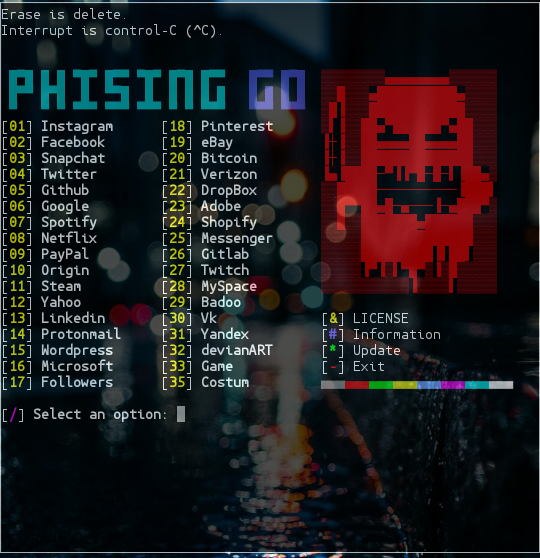 Erase is delete.
Interrupt is control-C (^C).
PHISING GO
[01] Instagram [18] Pinterest
[02] Facebook [19] eBay
[03] Snapchat [20] Bitcoin
[04] Twitter [21] Verizon
[05] Github [22] DropBox
[06] Google [23] Adobe
[07] Spotify [24] Shopify
[08] Netflix [25] Messenger
[09] PayPal [26] Gitlab
[10] Origin [27] Twitch
[11] Steam [28] MySpace
[12] Yahoo [29] Badoo
[13] Linkedin [30] Vk [&] LICENSE
[14] Protonmail [31] Yandex [#] Information
[15] Wordpress [32] devianART [*] Update
[16] Microsoft [33] Game [-] Exit
[17] Followers [35] Costum
[/] Select an option: